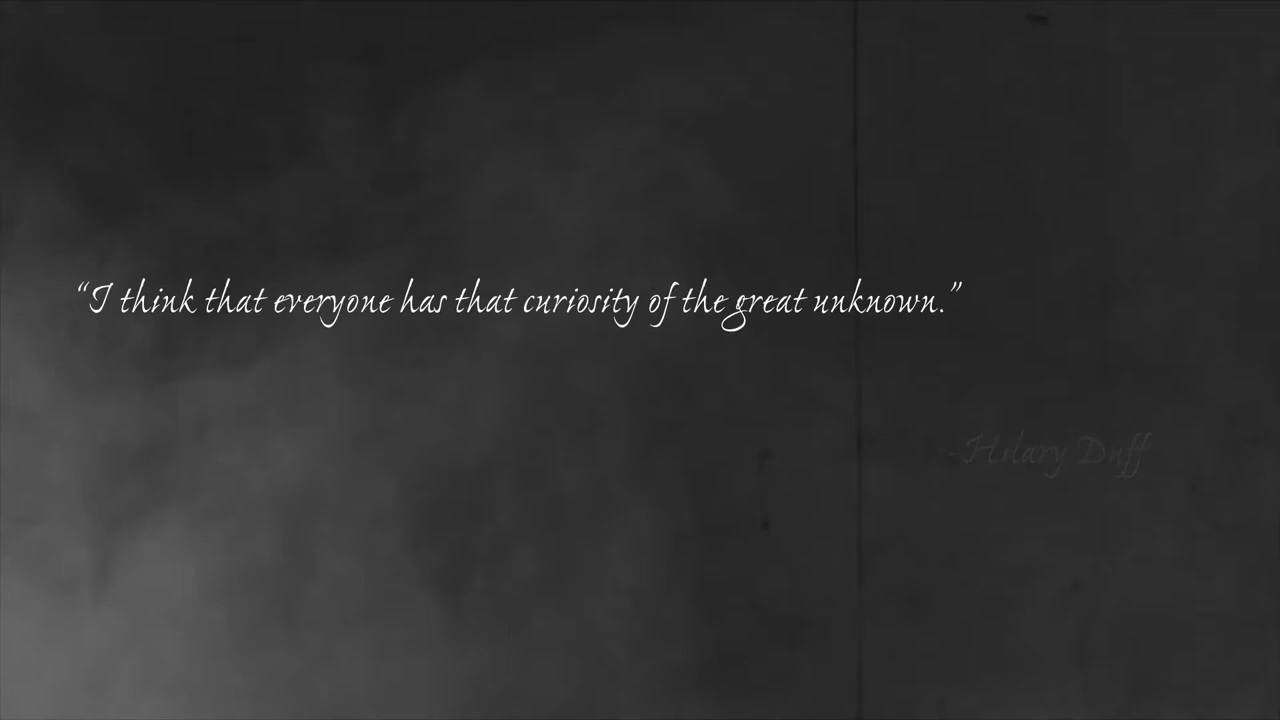 “I think that everyone has that curiosity of the great unknown.”
-Hilary Duff